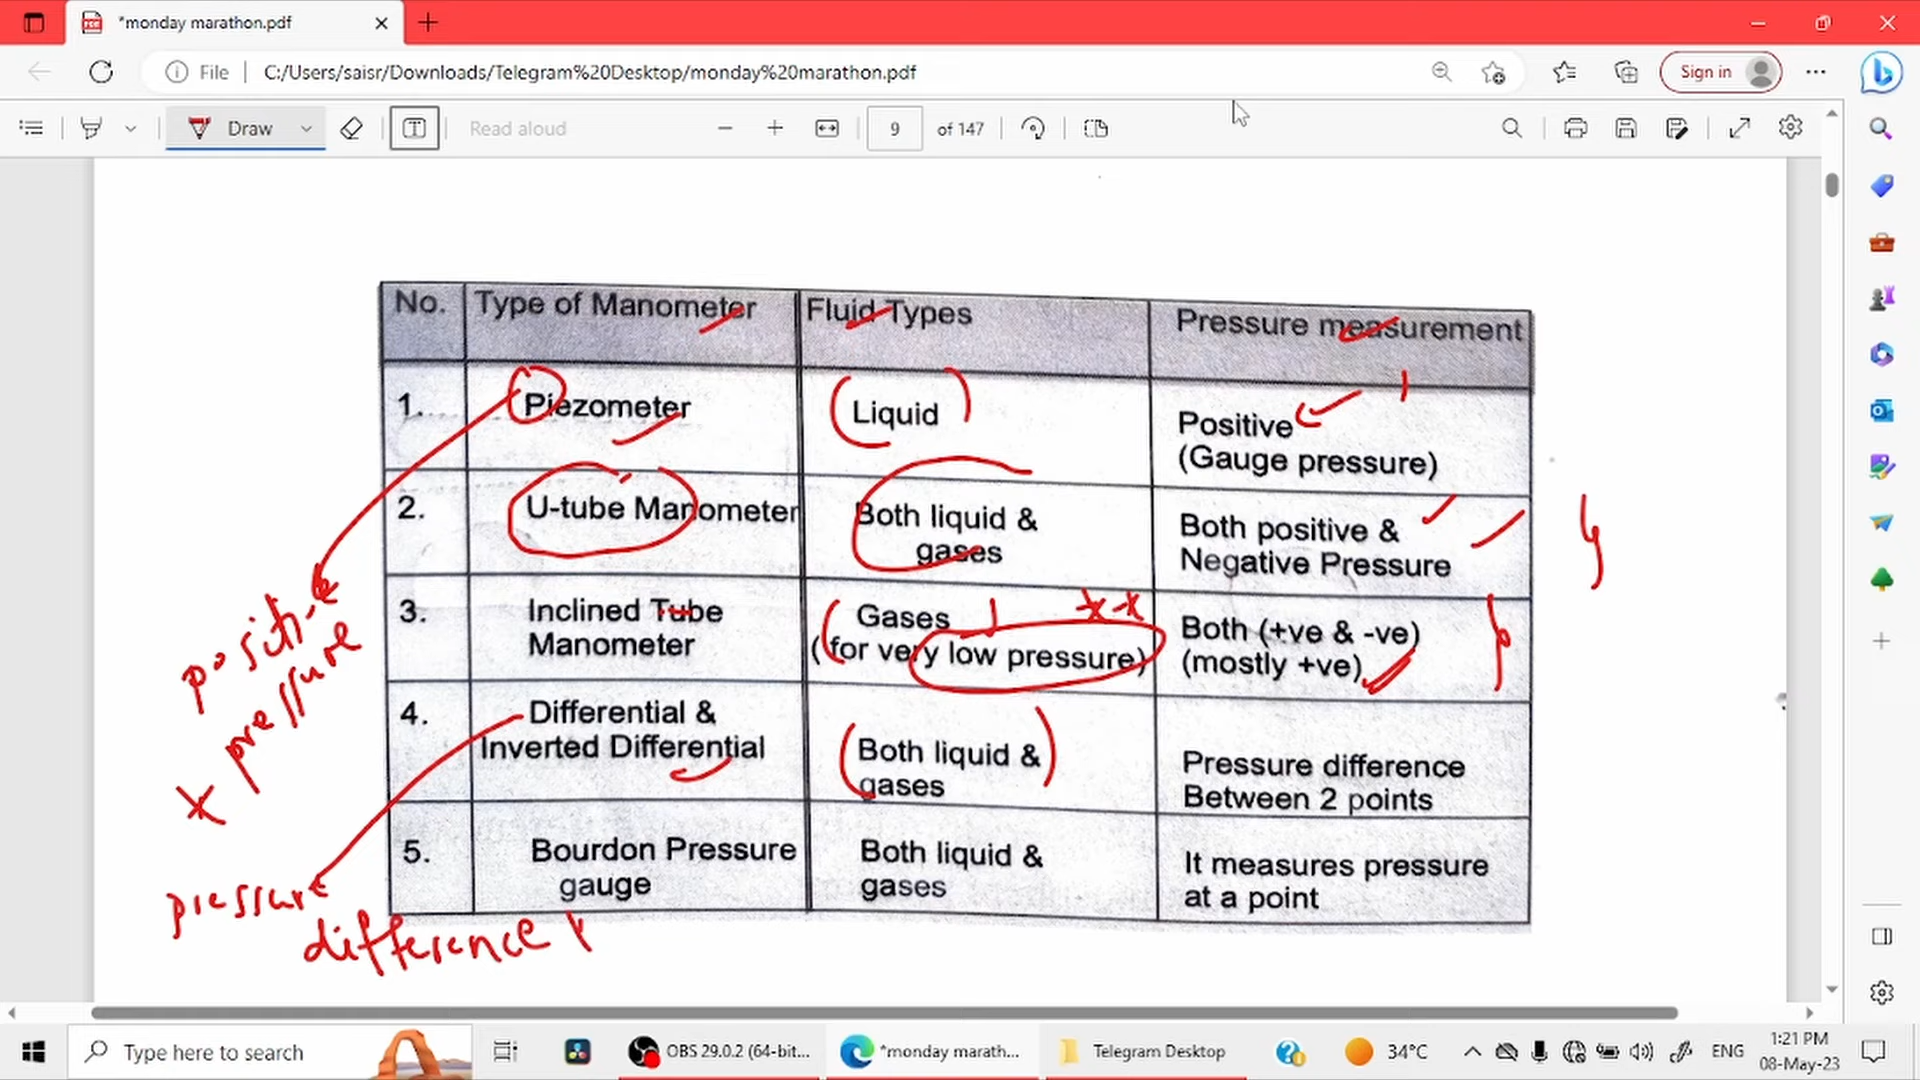 *monday marathon.pdf
File
C:/Users/saisr/Downloads/Telegram%20Desktop/monday%20marathon.pdf
Sign in
Draw
Read aloud
9 of 147
No. Type of Manometer Fluid Types Pressure measurement
1. Piezometer Liquid Positive
(Gauge pressure)
2. U-tube Manometer Both liquid &
gases Both positive &
Negative Pressure
3. Inclined Tube
Manometer Gases
(for very low pressure) Both (+ve & -ve)
(mostly +ve)
4. Differential &
Inverted Differential Both liquid &
gases Pressure difference
Between 2 points
5. Bourdon Pressure
gauge Both liquid &
gases It measures pressure
at a point
pressure
pressure
difference
Type here to search
OBS 29.0.2 (64-bit...
*monday marath...
Telegram Desktop
34°C
ENG
1:21 PM
08-May-23